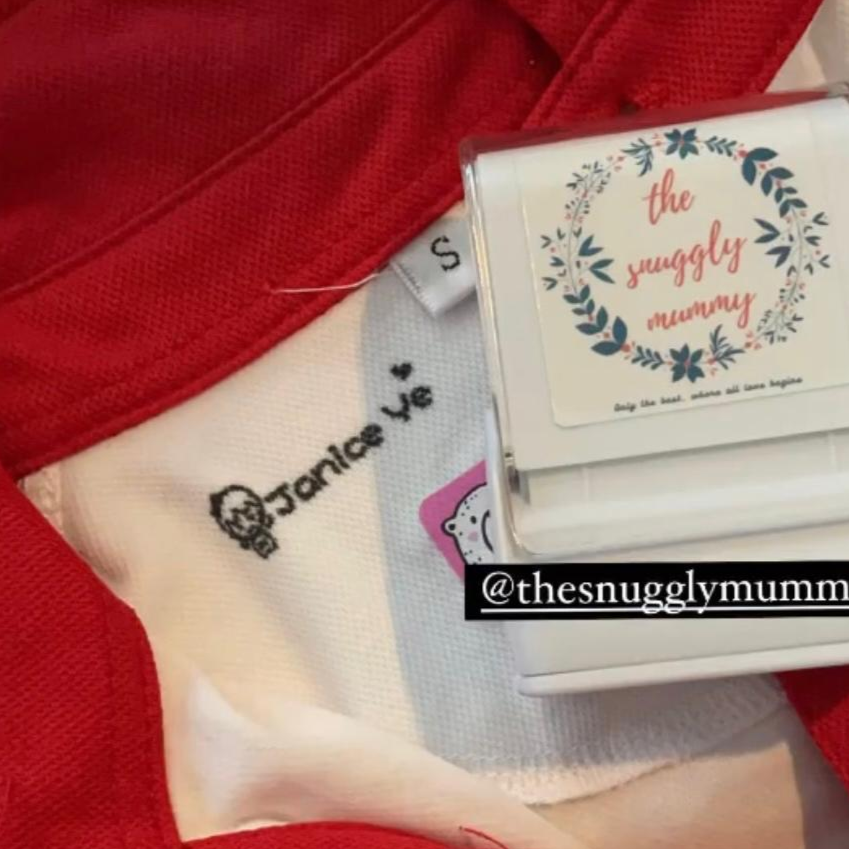 the
snuggly
mummy
Only the best, where all love begins
S
Janice Ye
@thesnugglymumm